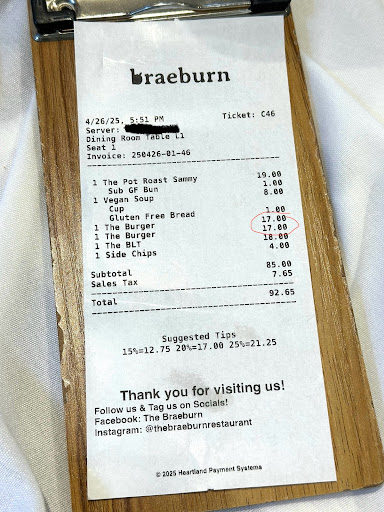 braeburn
4/26/25, 5:51 PM Ticket: C46
Server:
Dining Room Table L1
Seat 1
Invoice: 250426-01-46
1 The Pot Roast Sammy 19.00
Sub GF Bun 1.00
1 Vegan Soup 8.00
Cup
Gluten Free Bread 1.00
1 The Burger 17.00
1 The Burger 17.00
1 The BLT 18.00
1 Side Chips 4.00
Subtotal 85.00
Sales Tax 7.65
Total 92.65
Suggested Tips
15%=12.75 20%=17.00 25%=21.25
Thank you for visiting us!
Follow us & Tag us on Socials!
Facebook: The Braeburn
Instagram: @thebraeburnrestaurant
© 2025 Heartland Payment Systems